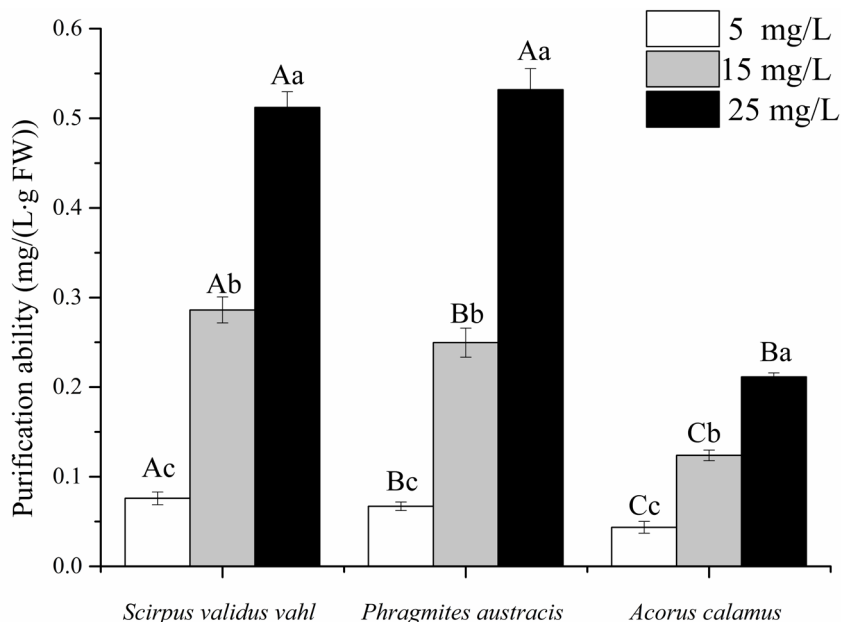 Purification ability (mg/(L·g FW))
0.6
0.5
0.4
0.3
0.2
0.1
0.0
5 mg/L
15 mg/L
25 mg/L
Ac
Ab
Aa
Bc
Bb
Aa
Cc
Cb
Ba
Scirpus validus vahl
Phragmites austracis
Acorus calamus